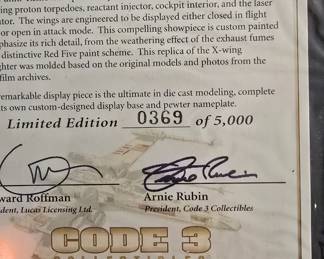 ing proton torpedoes, reactant injector, cockpit interior, and the laser
tor. The wings are engineered to be displayed either closed in flight
or open in attack mode. This compelling showpiece is custom painted
phasize its rich detail, from the weathering effect of the exhaust fumes
distinctive Red Five paint scheme. This replica of the X-wing
ghter was molded based on the original models and photos from the
film archives.
remarkable display piece is the ultimate in die cast modeling, complete
its own custom-designed display base and pewter nameplate.
Limited Edition 0369 of 5,000
ward Roffman
dent, Lucas Licensing Ltd.
Arnie Rubin
President, Code 3 Collectibles
CODE 3
COLLECTIBLES